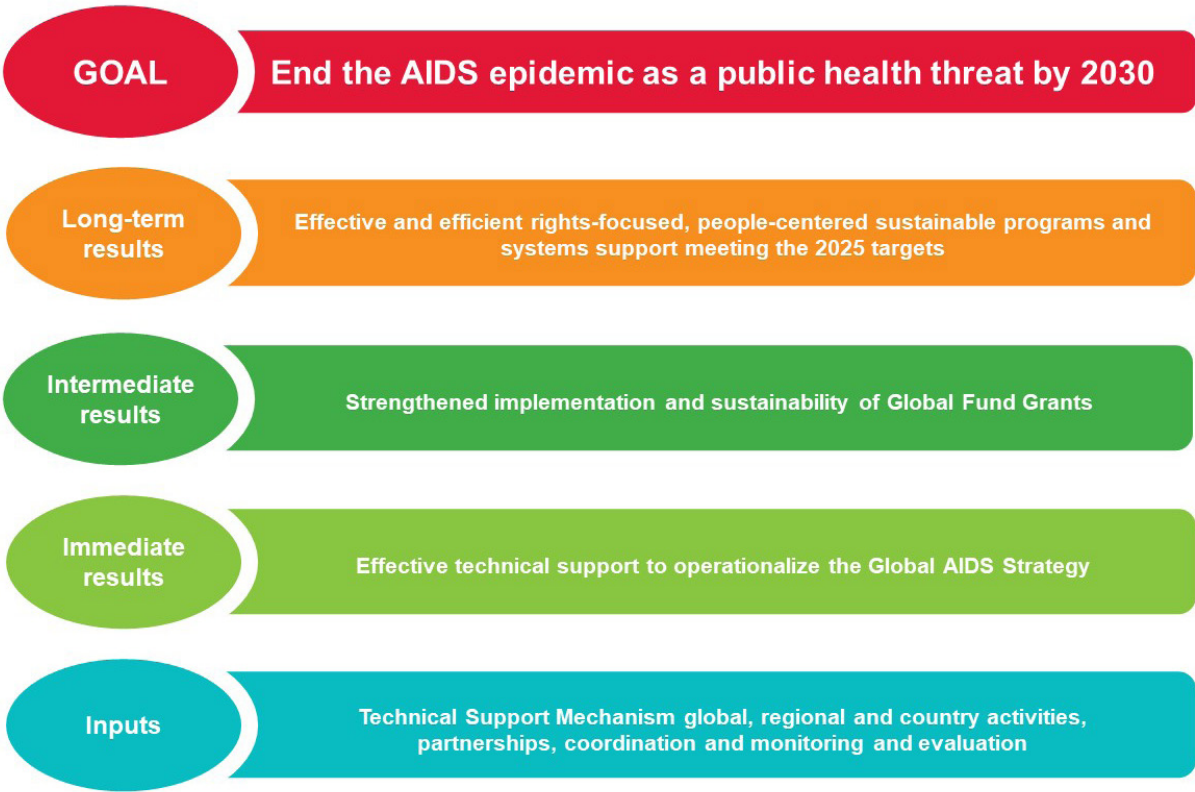 GOAL
End the AIDS epidemic as a public health threat by 2030
Long-term
results
Effective and efficient rights-focused, people-centered sustainable programs and
systems support meeting the 2025 targets
Intermediate
results
Strengthened implementation and sustainability of Global Fund Grants
Immediate
results
Effective technical support to operationalize the Global AIDS Strategy
Inputs
Technical Support Mechanism global, regional and country activities,
partnerships, coordination and monitoring and evaluation